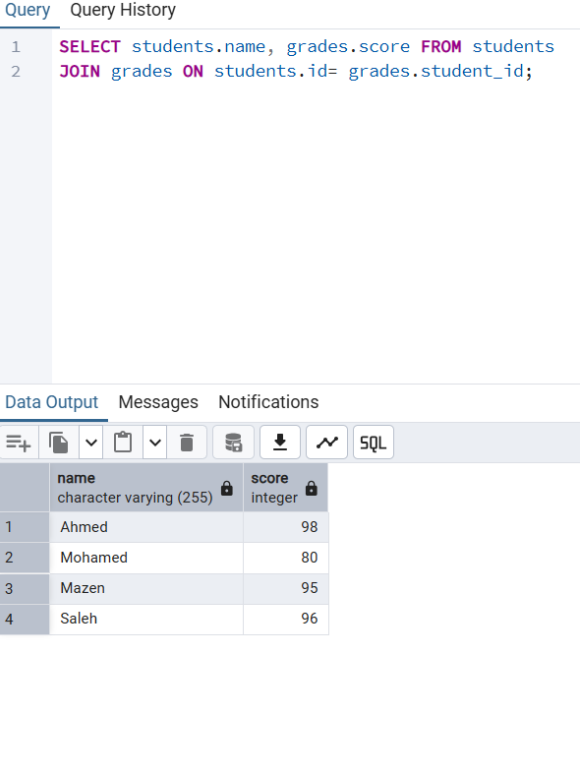 Query Query History
1 SELECT students.name, grades.score FROM students
2 JOIN grades ON students.id= grades.student_id;
Data Output Messages Notifications
SQL
name score
character varying (255) integer
1 Ahmed 98
2 Mohamed 80
3 Mazen 95
4 Saleh 96